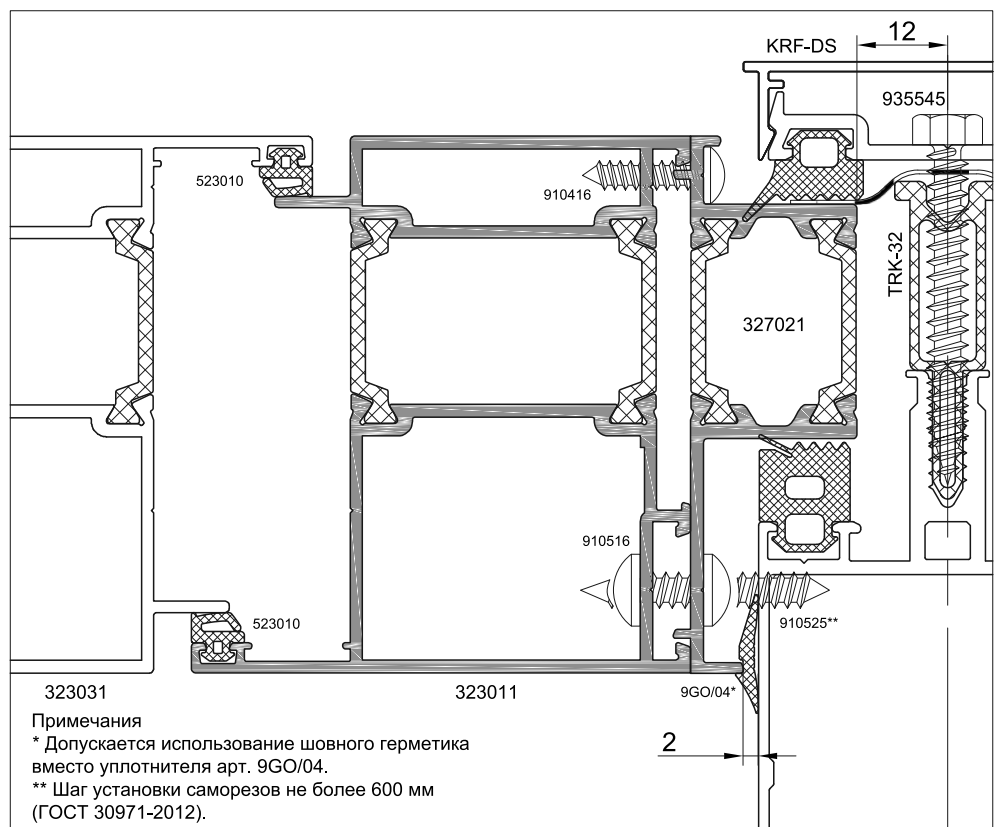 KRF-DS
12
935545
523010
910416
TRK-32
327021
910516
523010
910525**
323031
323011
9GO/04*
Примечания
* Допускается использование шовного герметика
вместо уплотнителя арт. 9GO/04.
** Шаг установки саморезов не более 600 мм
(ГОСТ 30971-2012).
2